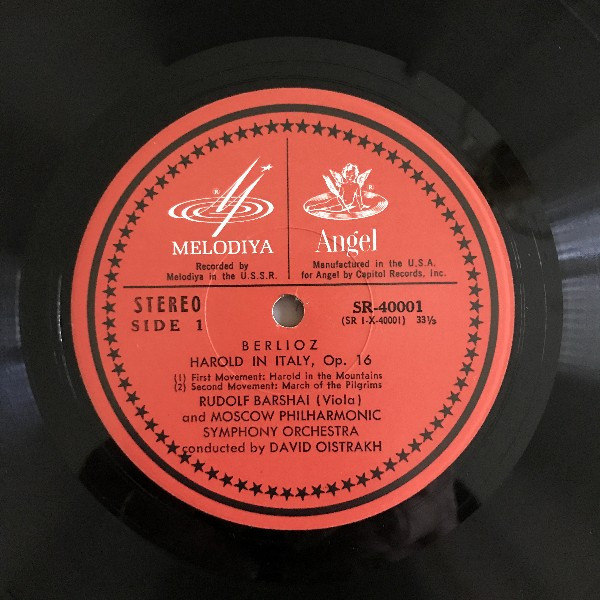 ®
MELODIYA
Recorded by
Melodiya in the U.S.S.R.
®
Angel
Manufactured in the U.S.A.
for Angel by Capitol Records, Inc.
STEREO
SIDE 1
SR-40001
(SR 1-X-40001) 33⅓
BERLIOZ
HAROLD IN ITALY, Op. 16
(1) First Movement: Harold in the Mountains
(2) Second Movement: March of the Pilgrims
RUDOLF BARSHAI (Viola)
and MOSCOW PHILHARMONIC
SYMPHONY ORCHESTRA
conducted by DAVID OISTRAKH